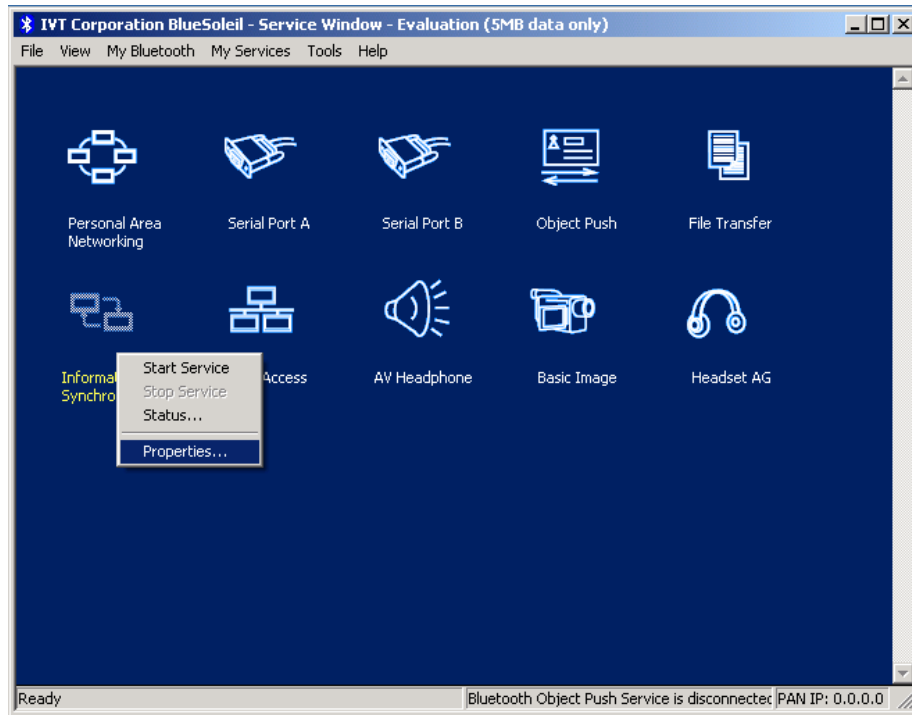 IVT Corporation BlueSoleil - Service Window - Evaluation (5MB data only)
File View My Bluetooth My Services Tools Help
Personal Area
Networking
Serial Port A
Serial Port B
Object Push
File Transfer
Informa
Synchro
Access
AV Headphone
Basic Image
Headset AG
Start Service
Stop Service
Status...
Properties...
Ready
Bluetooth Object Push Service is disconnected
PAN IP: 0.0.0.0